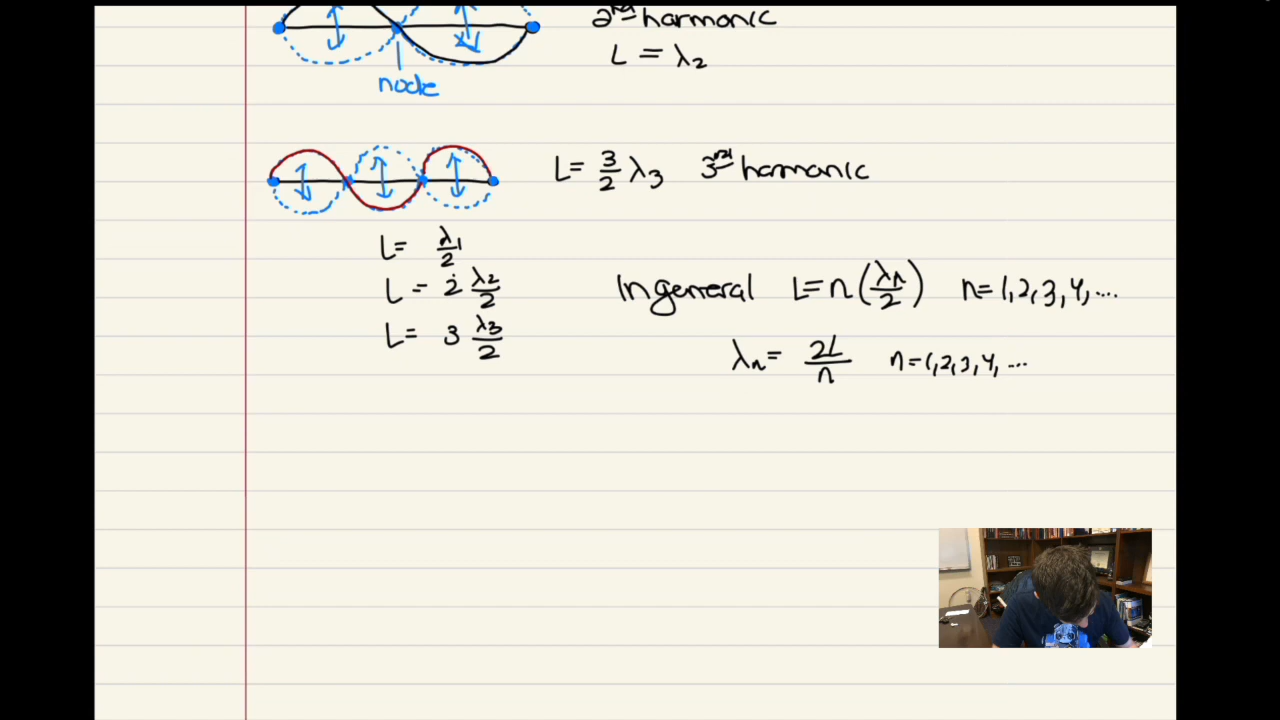 2nd harmonic
L = λ₂
node
L = 3/2 λ₃ 3rd harmonic
L = λ₁/2
L = 2 λ₂/2
L = 3 λ₃/2
In general L = n(λₙ/2) n = 1,2,3,4,...
λₙ = 2L/n n = 1,2,3,4,...